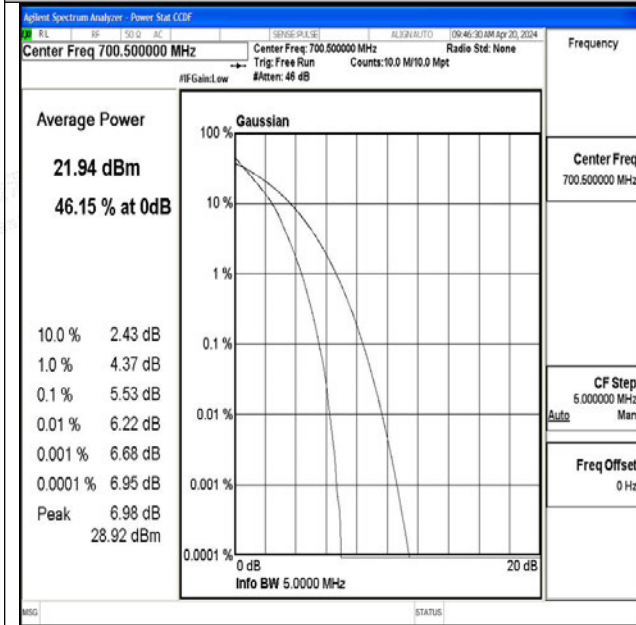 Agilent Spectrum Analyzer - Power Stat CCDF
RL RF 50 Ω AC SENSE:PULSE ALIGNAUTO 09:46:30 AM Apr 20, 2024
Center Freq 700.500000 MHz
Center Freq: 700.500000 MHz Radio Std: None
Trig: Free Run Counts:10.0 M/10.0 Mpt
#IFGain:Low #Atten: 46 dB
Frequency
Average Power
21.94 dBm
46.15 % at 0dB
10.0 % 2.43 dB
1.0 % 4.37 dB
0.1 % 5.53 dB
0.01 % 6.22 dB
0.001 % 6.68 dB
0.0001 % 6.95 dB
Peak 6.98 dB
28.92 dBm
Gaussian
100 %
10 %
1 %
0.1 %
0.01 %
0.001 %
0.0001 %
0 dB 20 dB
Info BW 5.0000 MHz
Center Freq
700.500000 MHz
CF Step
5.000000 MHz
Auto Man
Freq Offset
0 Hz
MSG STATUS